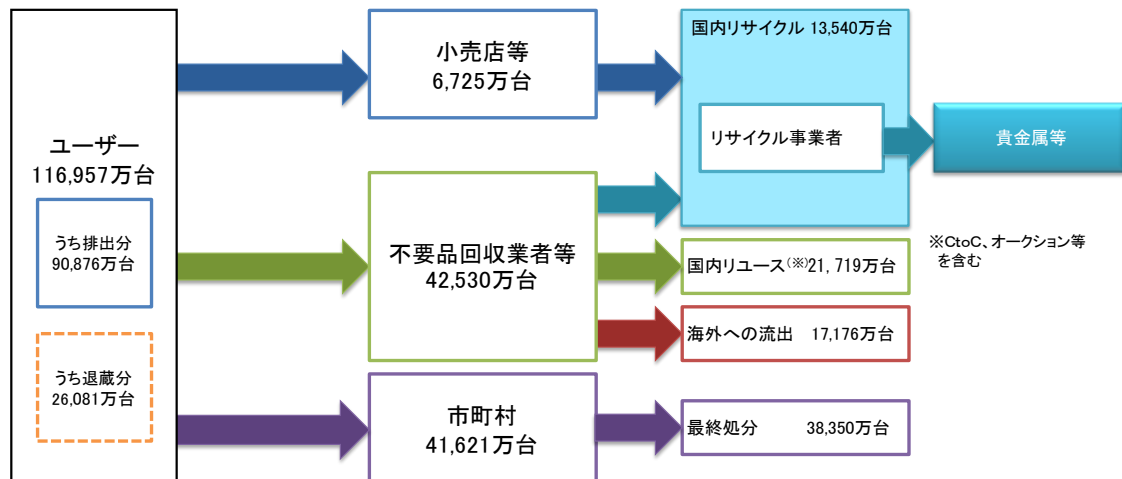 ユーザー
116,957万台
うち排出分
90,876万台
うち退蔵分
26,081万台
小売店等
6,725万台
不要品回収業者等
42,530万台
市町村
41,621万台
国内リサイクル 13,540万台
リサイクル事業者
貴金属等
国内リユース(※)21,719万台
海外への流出 17,176万台
最終処分 38,350万台
※CtoC、オークション等
を含む